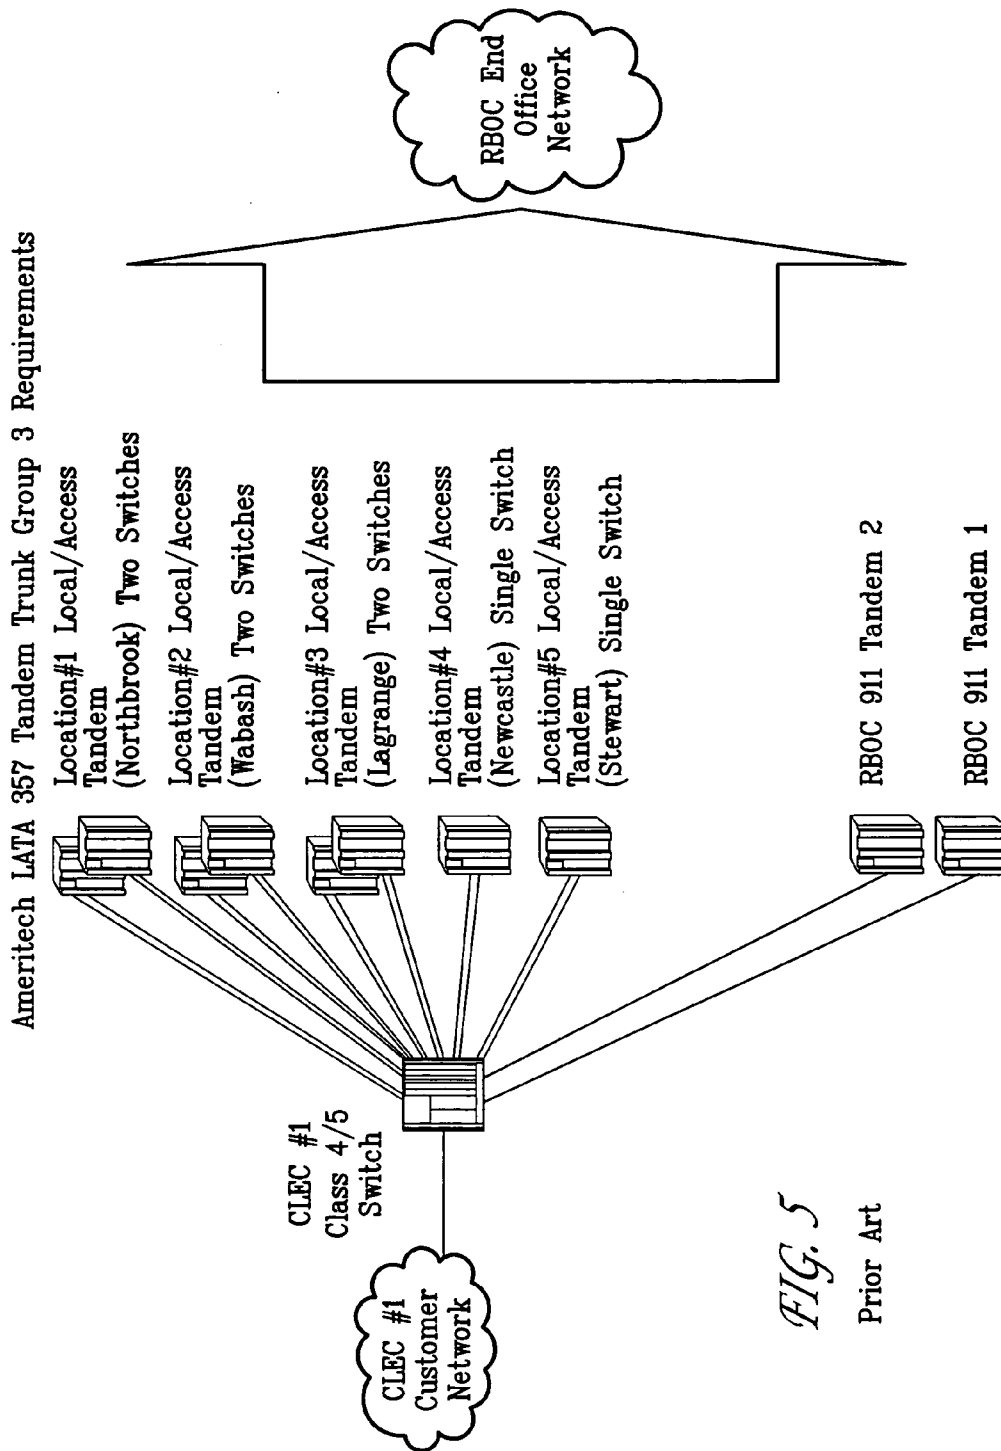 Ameritech LATA 357 Tandem Trunk Group 3 Requirements
CLEC #1
Customer
Network
CLEC #1
Class 4/5
Switch
Location#1 Local/Access
Tandem
(Northbrook) Two Switches
Location#2 Local/Access
Tandem
(Wabash) Two Switches
Location#3 Local/Access
Tandem
(Lagrange) Two Switches
Location#4 Local/Access
Tandem
(Newcastle) Single Switch
Location#5 Local/Access
Tandem
(Stewart) Single Switch
RBOC 911 Tandem 2
RBOC 911 Tandem 1
RBOC End
Office
Network
FIG. 5
Prior Art